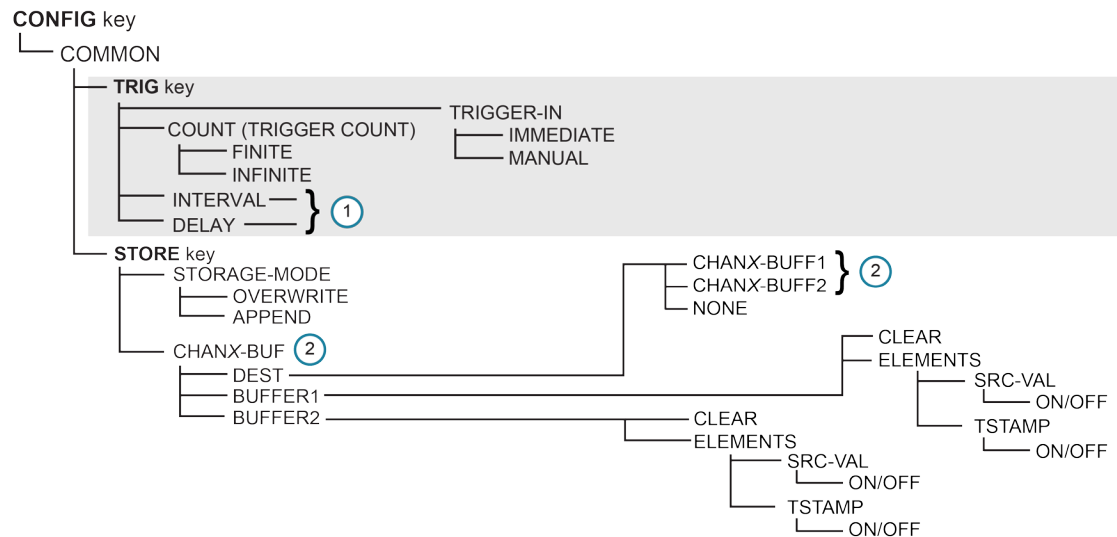 CONFIG key
COMMON
TRIG key
TRIGGER-IN
IMMEDIATE
MANUAL
COUNT (TRIGGER COUNT)
FINITE
INFINITE
INTERVAL
DELAY
} 1
STORE key
STORAGE-MODE
OVERWRITE
APPEND
CHANX-BUF 2
DEST
BUFFER1
BUFFER2
CHANX-BUFF1
CHANX-BUFF2
} 2
NONE
CLEAR
ELEMENTS
SRC-VAL
ON/OFF
TSTAMP
ON/OFF
CLEAR
ELEMENTS
SRC-VAL
ON/OFF
TSTAMP
ON/OFF